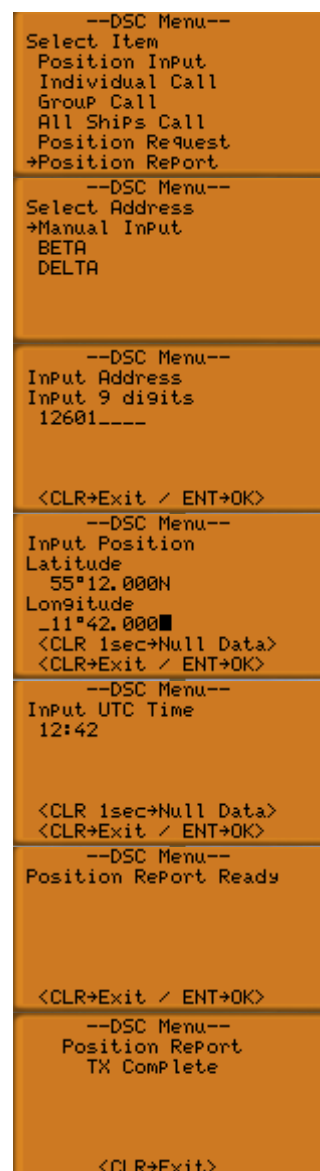 --DSC Menu--
Select Item
Position Input
Individual Call
Group Call
All Ships Call
Position Request
→Position Report
--DSC Menu--
Select Address
→Manual Input
BETA
DELTA
--DSC Menu--
Input Address
Input 9 digits
12601____
<CLR→Exit / ENT→OK>
--DSC Menu--
Input Position
Latitude
55°12.000N
Longitude
_11°42.000█
<CLR 1sec→Null Data>
<CLR→Exit / ENT→OK>
--DSC Menu--
Input UTC Time
12:42
<CLR 1sec→Null Data>
<CLR→Exit / ENT→OK>
--DSC Menu--
Position Report Ready
<CLR→Exit / ENT→OK>
--DSC Menu--
Position Report
TX Complete
<CLR→Exit>